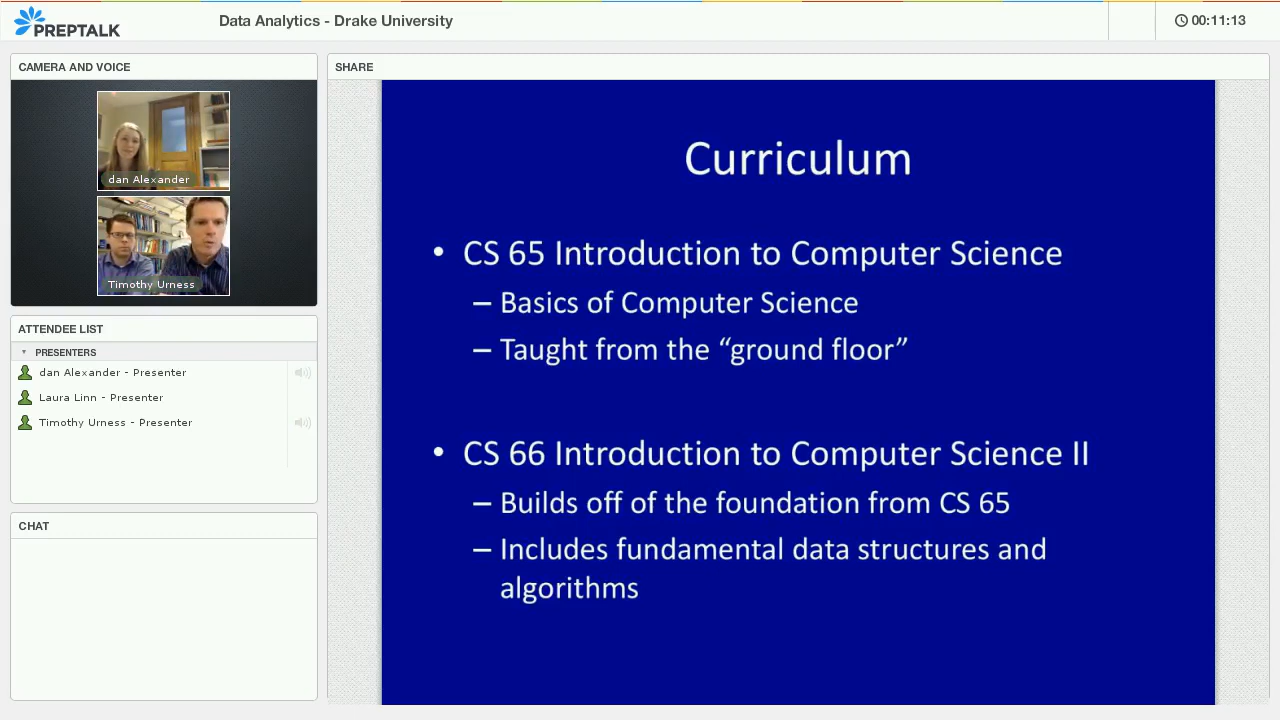 PREPTALK
Data Analytics - Drake University
00:11:13
CAMERA AND VOICE
dan Alexander
Timothy Urness
ATTENDEE LIST
PRESENTERS
dan Alexander - Presenter
Laura Linn - Presenter
Timothy Urness - Presenter
CHAT
SHARE
Curriculum
• CS 65 Introduction to Computer Science
– Basics of Computer Science
– Taught from the “ground floor”
• CS 66 Introduction to Computer Science II
– Builds off of the foundation from CS 65
– Includes fundamental data structures and
algorithms